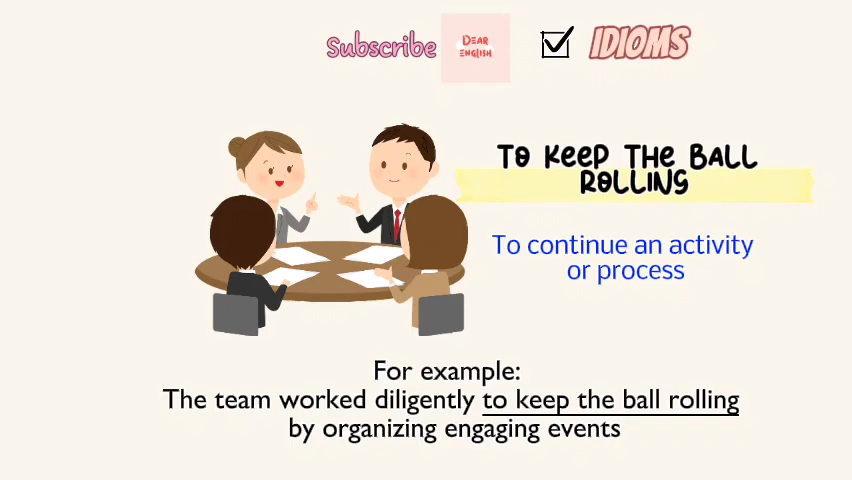 Subscribe
DEAR
ENGLISH
IDIOMS
TO KEEP THE BALL
ROLLING
To continue an activity
or process
For example:
The team worked diligently to keep the ball rolling
by organizing engaging events